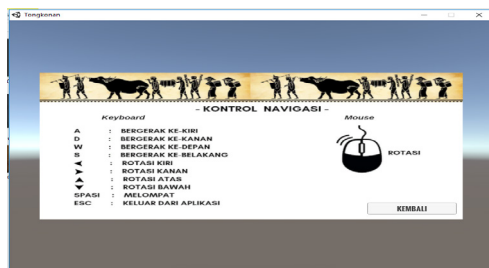 Tongkonan
- KONTROL NAVIGASI -
Keyboard
A : BERGERAK KE-KIRI
D : BERGERAK KE-KANAN
W : BERGERAK KE-DEPAN
S : BERGERAK KE-BELAKANG
◄ : ROTASI KIRI
► : ROTASI KANAN
▲ : ROTASI ATAS
▼ : ROTASI BAWAH
SPASI : MELOMPAT
ESC : KELUAR DARI APLIKASI
Mouse
ROTASI
KEMBALI